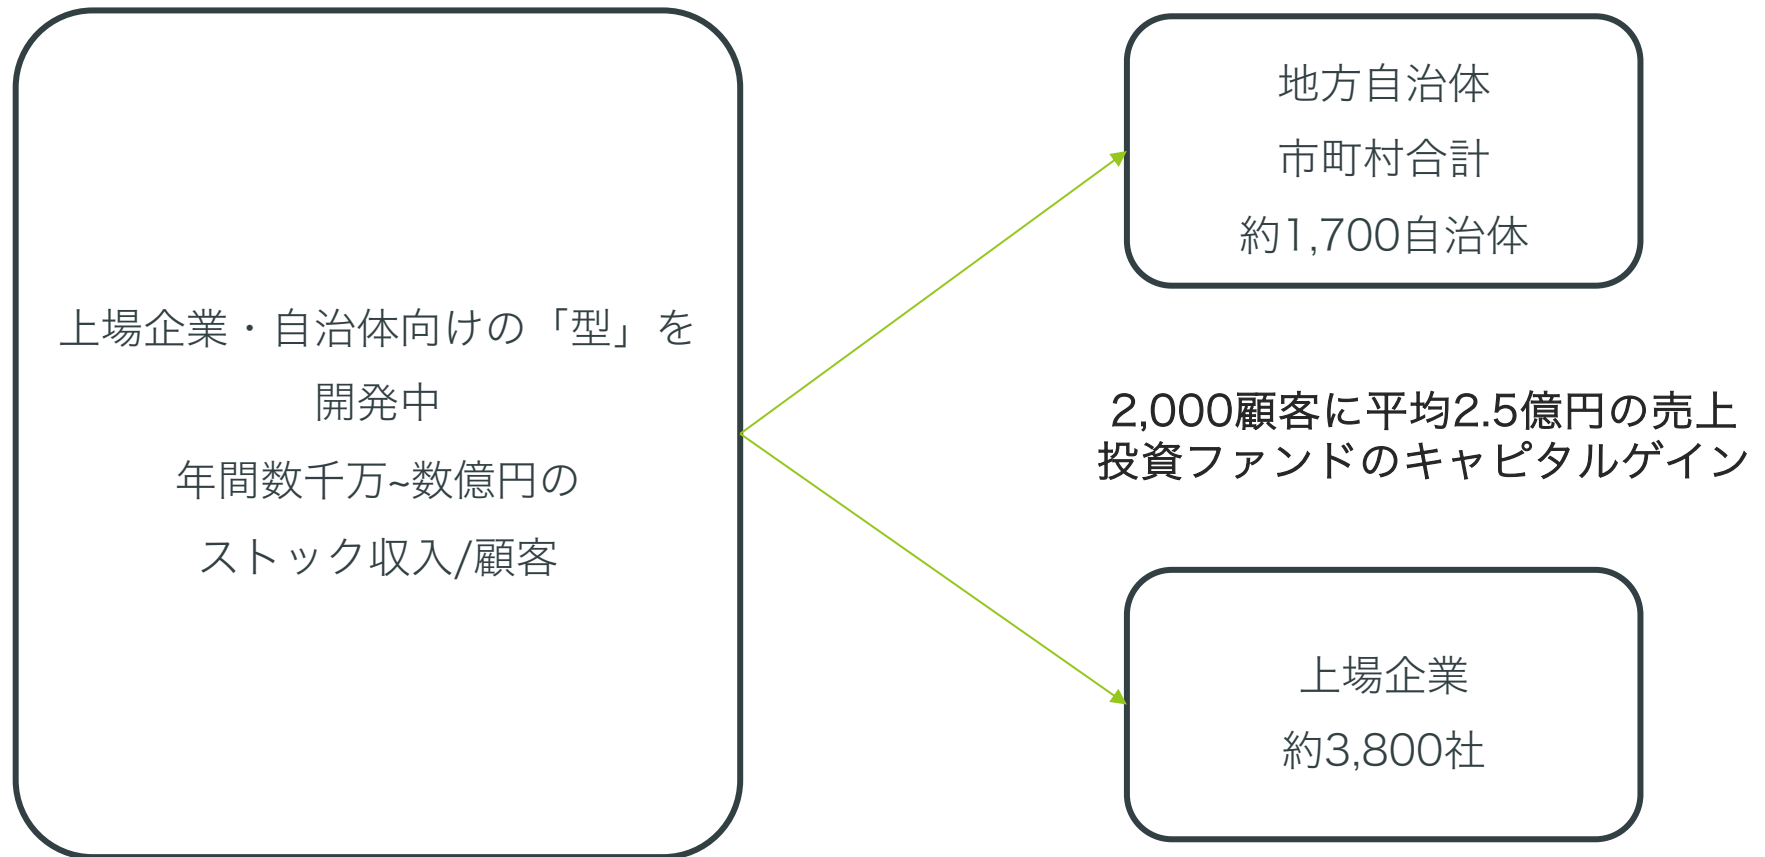 上場企業・自治体向けの「型」を
開発中
年間数千万~数億円の
ストック収入/顧客
地方自治体
市町村合計
約1,700自治体
2,000顧客に平均2.5億円の売上
投資ファンドのキャピタルゲイン
上場企業
約3,800社